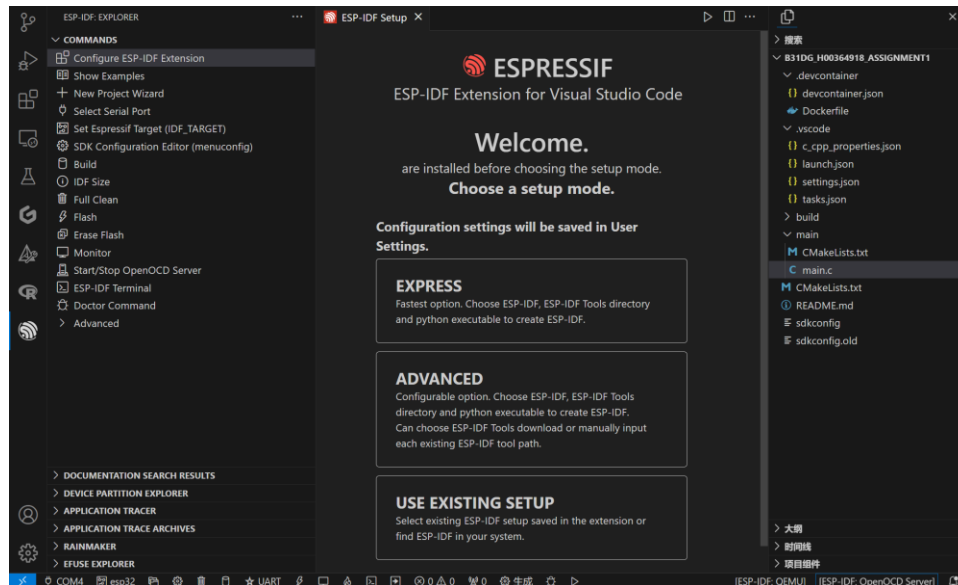 ESP-IDF: EXPLORER
COMMANDS
Configure ESP-IDF Extension
Show Examples
New Project Wizard
Select Serial Port
Set Espressif Target (IDF_TARGET)
SDK Configuration Editor (menuconfig)
Build
IDF Size
Full Clean
Flash
Erase Flash
Monitor
Start/Stop OpenOCD Server
ESP-IDF Terminal
Doctor Command
Advanced
DOCUMENTATION SEARCH RESULTS
DEVICE PARTITION EXPLORER
APPLICATION TRACER
APPLICATION TRACE ARCHIVES
RAINMAKER
EFUSE EXPLORER
ESP-IDF Setup
ESPRESSIF
ESP-IDF Extension for Visual Studio Code
Welcome.
are installed before choosing the setup mode.
Choose a setup mode.
Configuration settings will be saved in User
Settings.
EXPRESS
Fastest option. Choose ESP-IDF, ESP-IDF Tools directory
and python executable to create ESP-IDF.
ADVANCED
Configurable option. Choose ESP-IDF, ESP-IDF Tools
directory and python executable to create ESP-IDF.
Can choose ESP-IDF Tools download or manually input
each existing ESP-IDF tool path.
USE EXISTING SETUP
Select existing ESP-IDF setup saved in the extension or
find ESP-IDF in your system.
搜索
B31DG_H00364918_ASSIGNMENT1
.devcontainer
devcontainer.json
Dockerfile
.vscode
c_cpp_properties.json
launch.json
settings.json
tasks.json
build
main
CMakeLists.txt
main.c
CMakeLists.txt
README.md
sdkconfig
sdkconfig.old
大纲
时间线
项目组件
COM4 esp32 UART 0 0 0 生成 [ESP-IDF: QEMU] [ESP-IDF: OpenOCD Server]